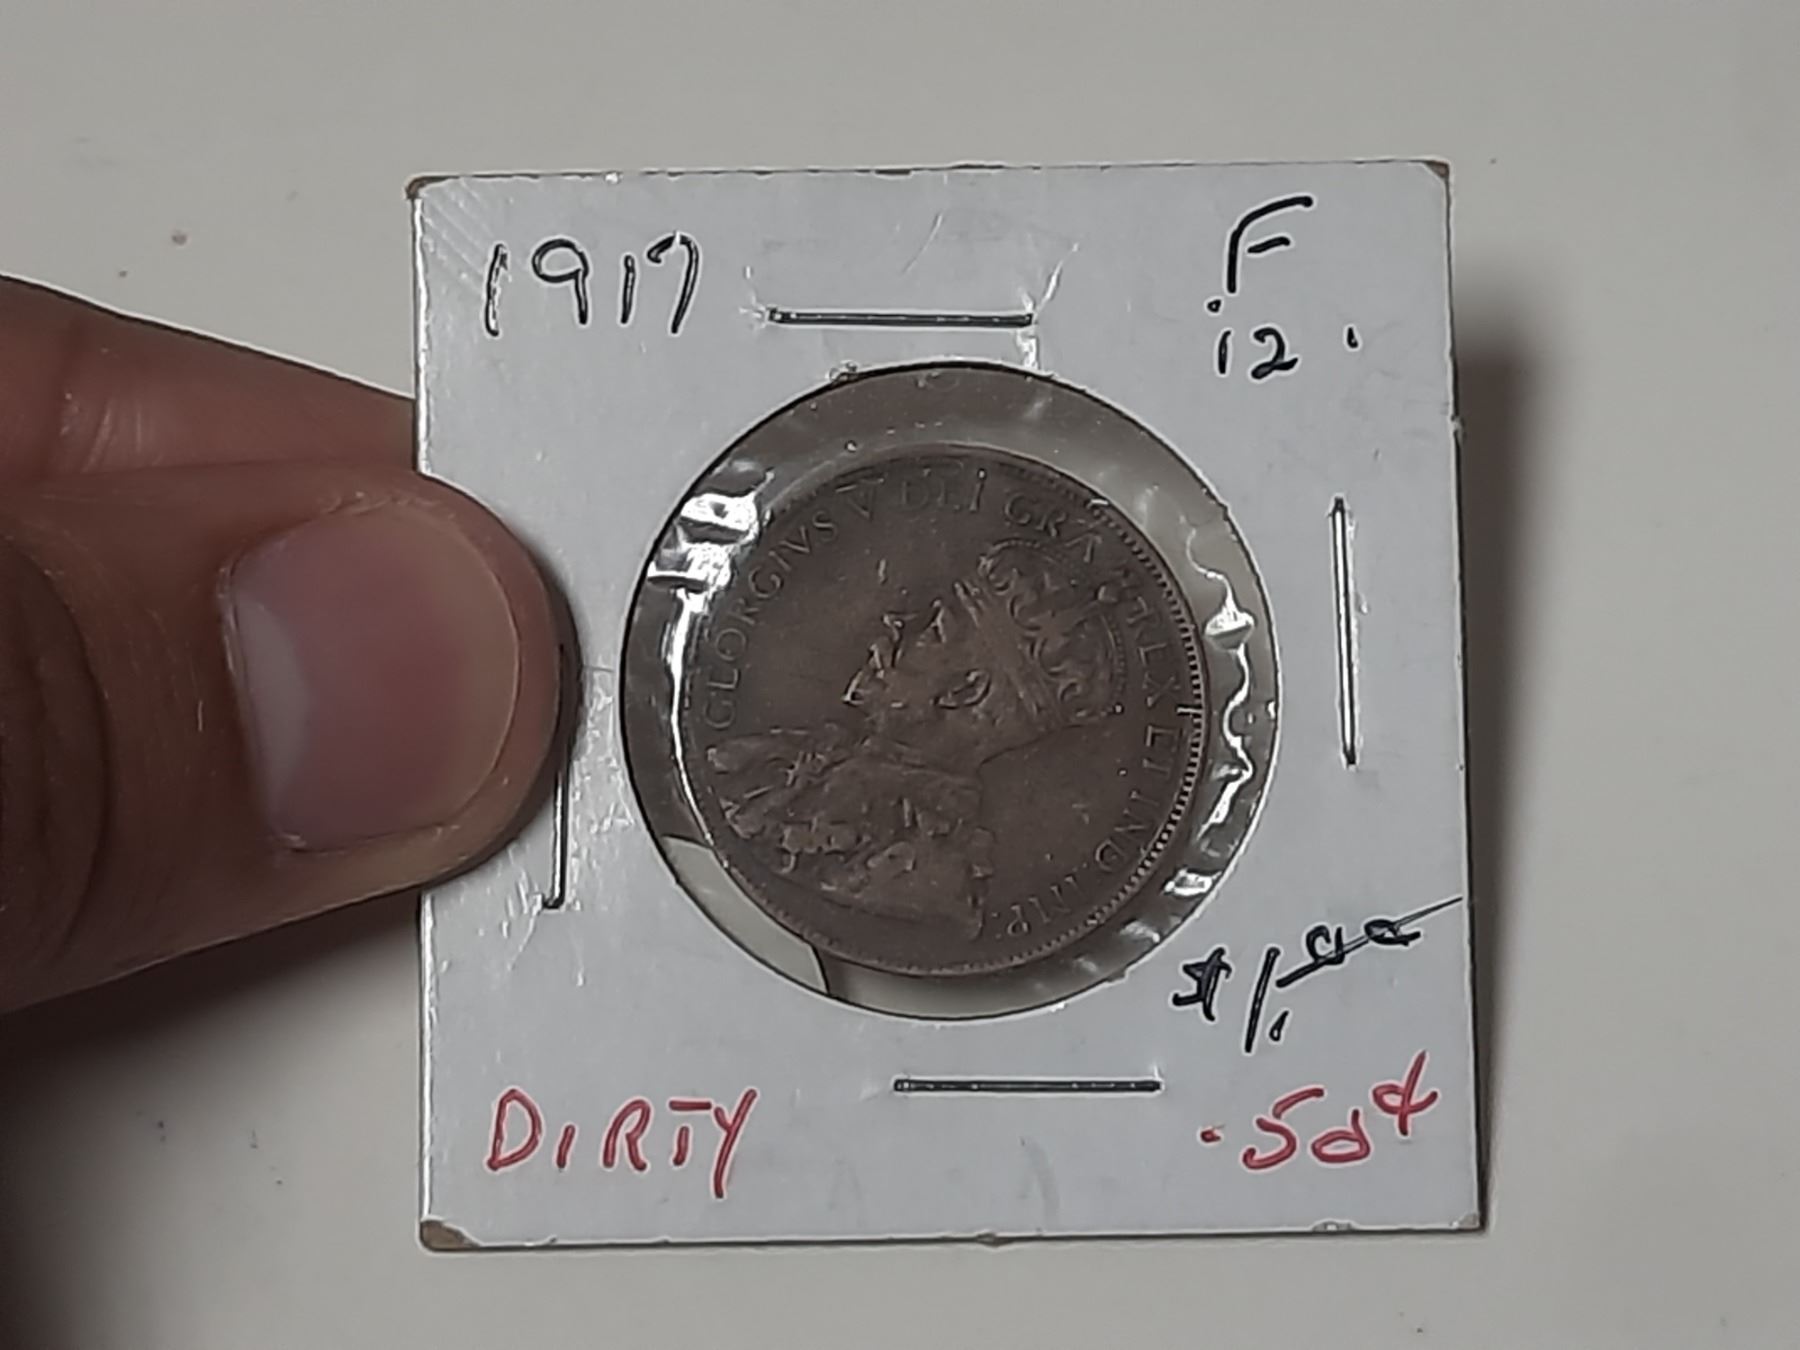 1917
F
12
GEORGIVS V DEI GRA: REX ET IND: IMP:
$1.00
DIRTY
.50¢